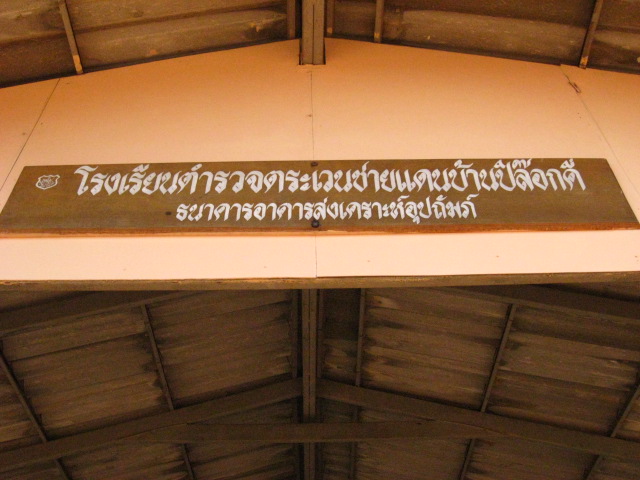 โรงเรียนตำรวจตระเวนชายแดนบ้านปิล๊อกคี่
ธนาคารอาคารสงเคราะห์อุปถัมภ์